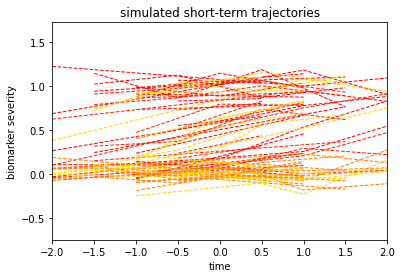 simulated short-term trajectories
biomarker severity
1.5
1.0
0.5
0.0
−0.5
−2.0 −1.5 −1.0 −0.5 0.0 0.5 1.0 1.5 2.0
time